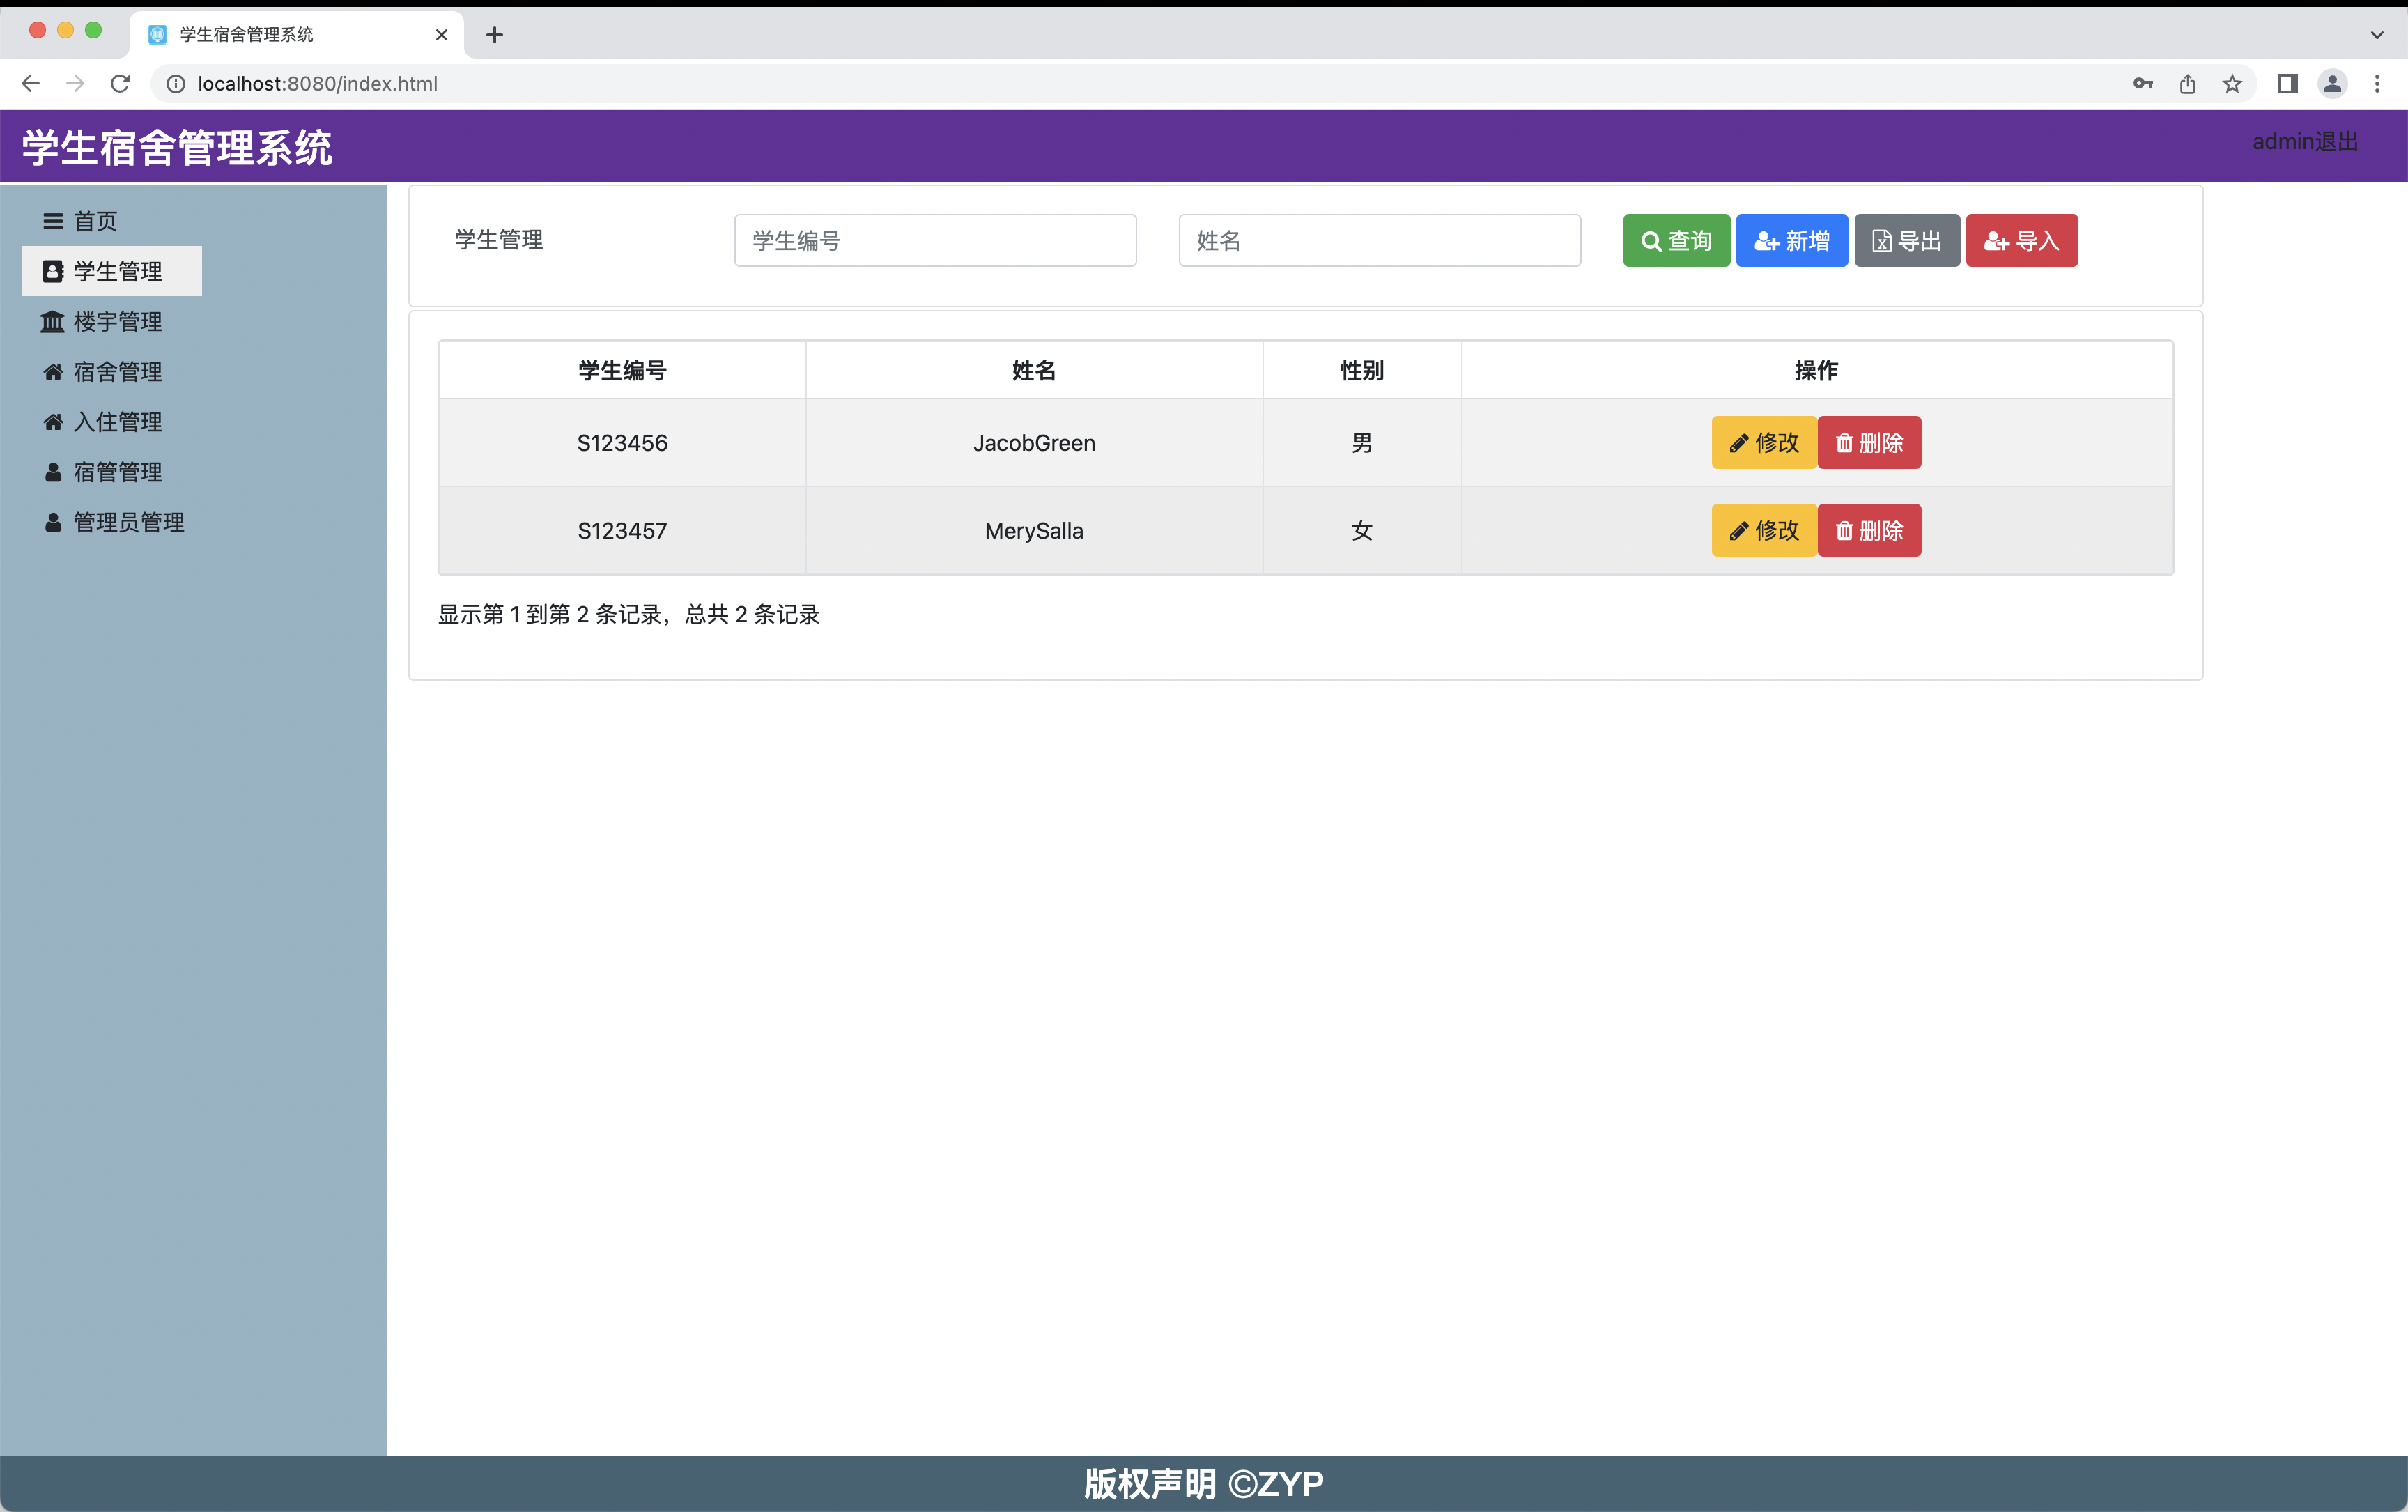 学生宿舍管理系统
localhost:8080/index.html
学生宿舍管理系统
admin退出
首页
学生管理
楼宇管理
宿舍管理
入住管理
宿管管理
管理员管理
学生管理 学生编号 姓名 查询 新增 导出 导入
学生编号 姓名 性别 操作
S123456 JacobGreen 男 修改 删除
S123457 MerySalla 女 修改 删除
显示第 1 到第 2 条记录，总共 2 条记录
版权声明 ©ZYP